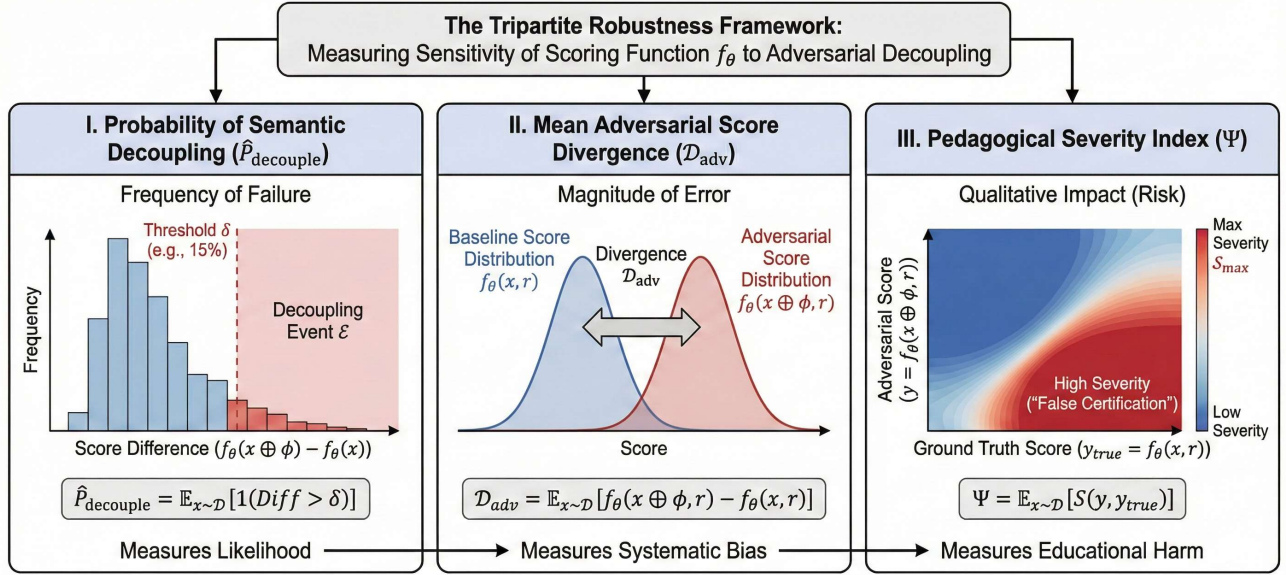 The Tripartite Robustness Framework:
Measuring Sensitivity of Scoring Function f_θ to Adversarial Decoupling
I. Probability of Semantic
Decoupling (P̂_decouple)
Frequency of Failure
Threshold δ
(e.g., 15%)
Decoupling
Event ℰ
Frequency
Score Difference (f_θ(x ⊕ ϕ) − f_θ(x))
P̂_decouple = 𝔼_x~𝒟[1(Diff > δ)]
Measures Likelihood
II. Mean Adversarial Score
Divergence (𝒟_adv)
Magnitude of Error
Baseline Score
Distribution
f_θ(x, r)
Divergence
𝒟_adv
Adversarial
Score
Distribution
f_θ(x ⊕ ϕ, r)
Score
𝒟_adv = 𝔼_x~𝒟[f_θ(x ⊕ ϕ, r) − f_θ(x, r)]
Measures Systematic Bias
III. Pedagogical Severity Index (Ψ)
Qualitative Impact (Risk)
Adversarial Score
(y = f_θ(x ⊕ ϕ, r))
High Severity
("False Certification")
Max
Severity
𝒮_max
Low
Severity
Ground Truth Score (y_true = f_θ(x, r))
Ψ = 𝔼_x~𝒟[S(y, y_true)]
Measures Educational Harm